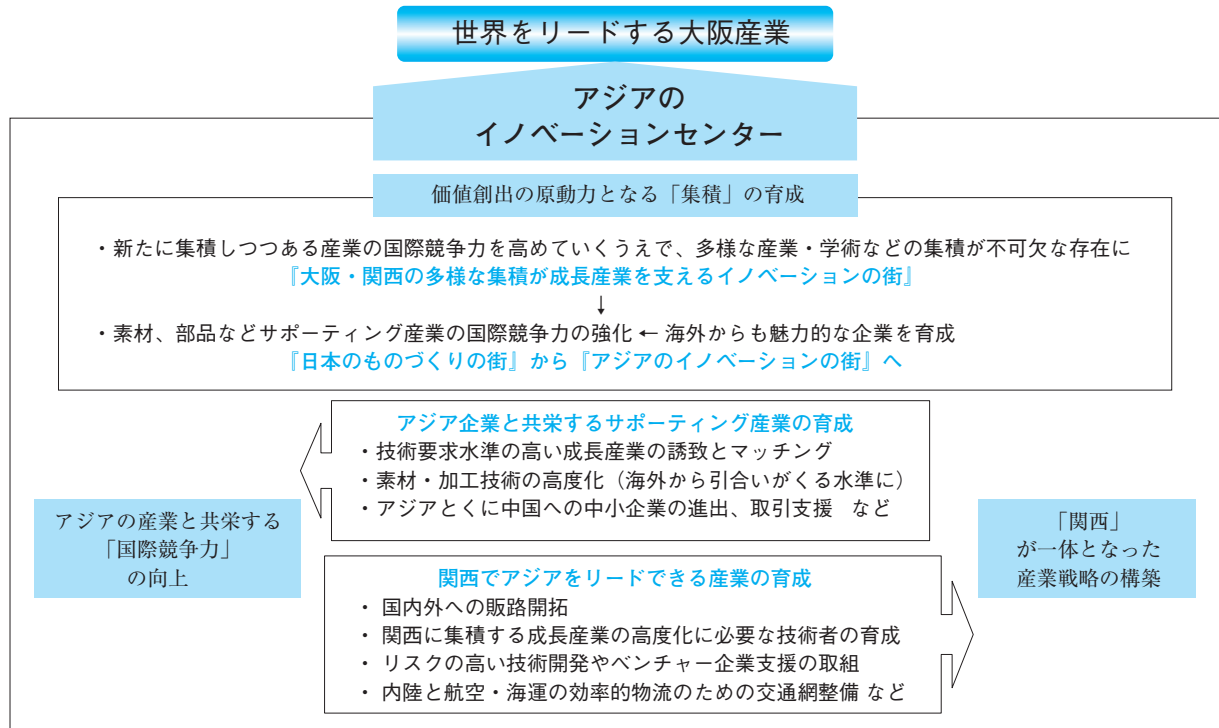 世界をリードする大阪産業
アジアの
イノベーションセンター
価値創出の原動力となる「集積」の育成
・新たに集積しつつある産業の国際競争力を高めていくうえで、多様な産業・学術などの集積が不可欠な存在に
『大阪・関西の多様な集積が成長産業を支えるイノベーションの街』
↓
・素材、部品などサポーティング産業の国際競争力の強化 ← 海外からも魅力的な企業を育成
『日本のものづくりの街』から『アジアのイノベーションの街』へ
アジア企業と共栄するサポーティング産業の育成
・技術要求水準の高い成長産業の誘致とマッチング
・素材・加工技術の高度化（海外から引合いがくる水準に）
・アジアとくに中国への中小企業の進出、取引支援　など
アジアの産業と共栄する
「国際競争力」
の向上
「関西」
が一体となった
産業戦略の構築
関西でアジアをリードできる産業の育成
・ 国内外への販路開拓
・ 関西に集積する成長産業の高度化に必要な技術者の育成
・ リスクの高い技術開発やベンチャー企業支援の取組
・ 内陸と航空・海運の効率的物流のための交通網整備 など